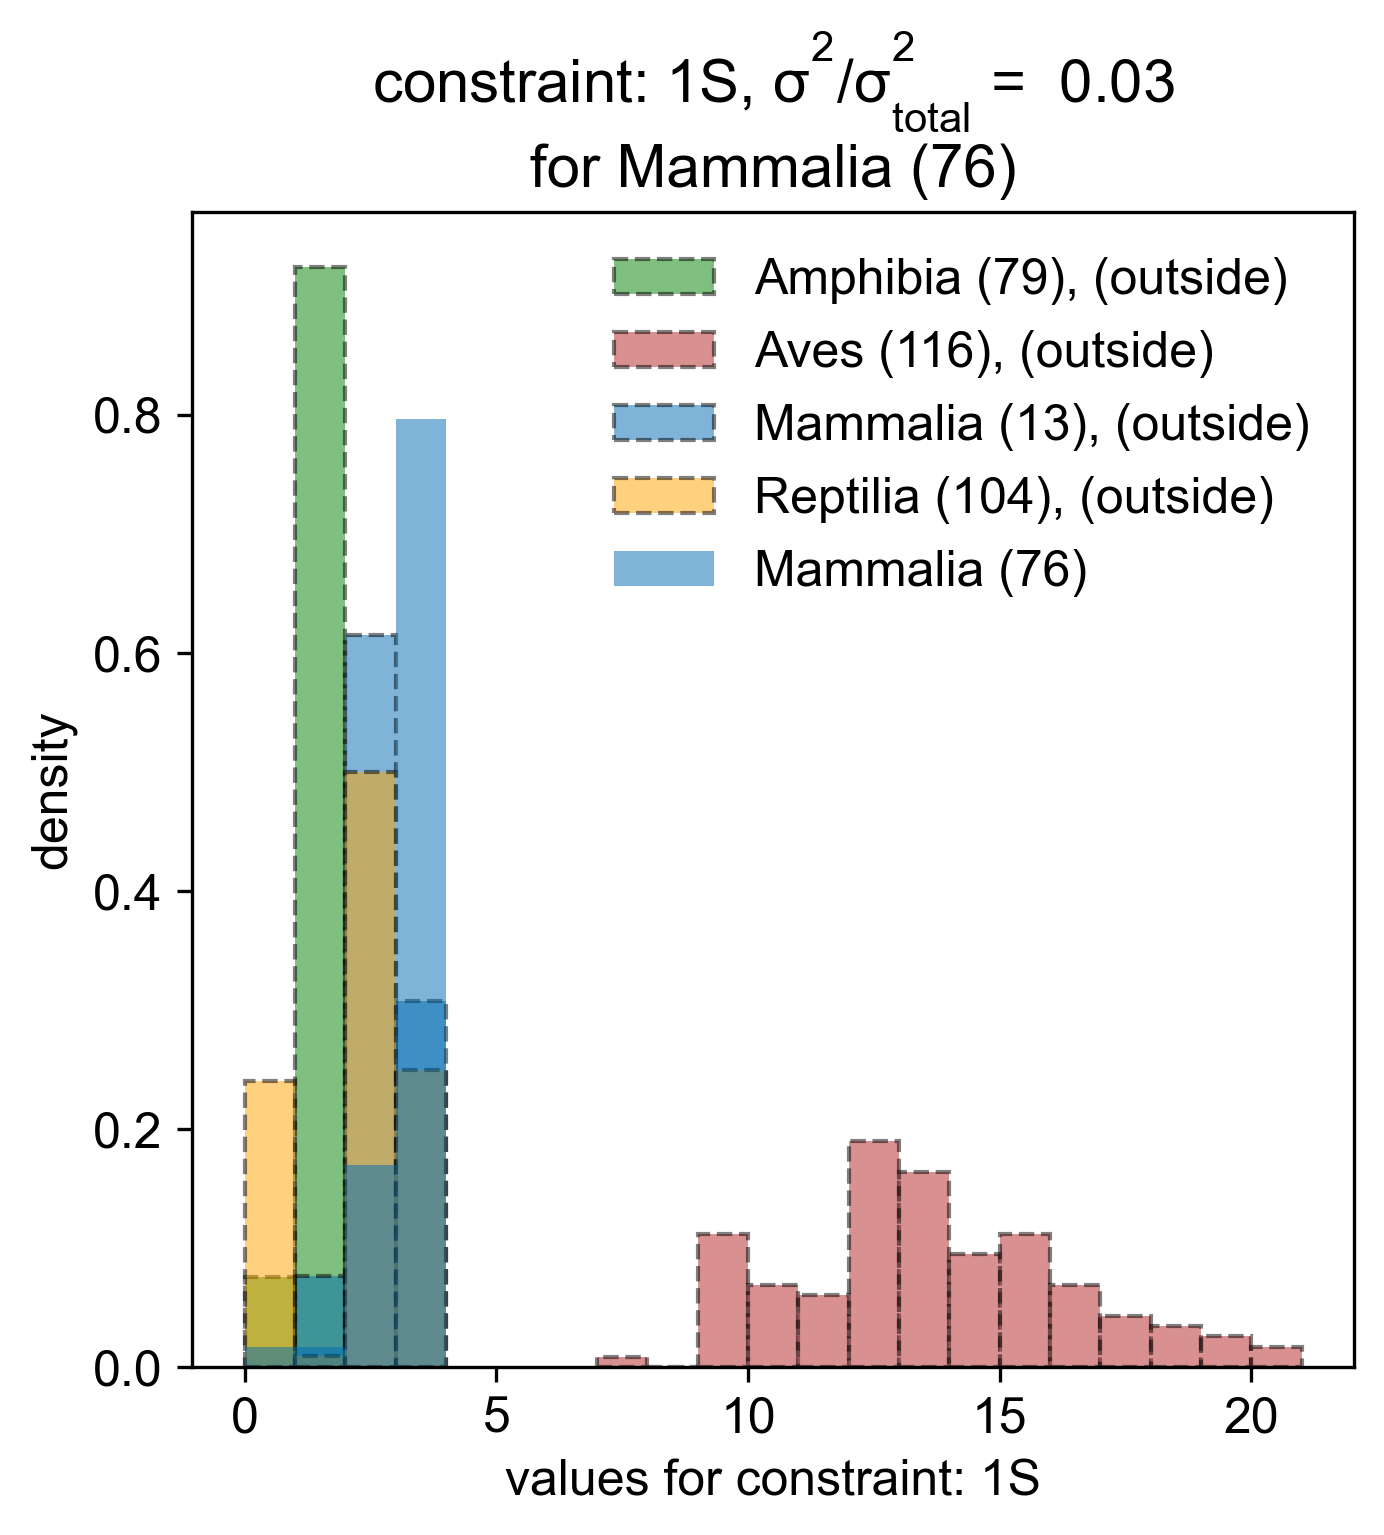 constraint: 1S, σ²/σ²total = 0.03
for Mammalia (76)
Amphibia (79), (outside)
Aves (116), (outside)
Mammalia (13), (outside)
Reptilia (104), (outside)
Mammalia (76)
density
0.8
0.6
0.4
0.2
0.0
0 5 10 15 20
values for constraint: 1S